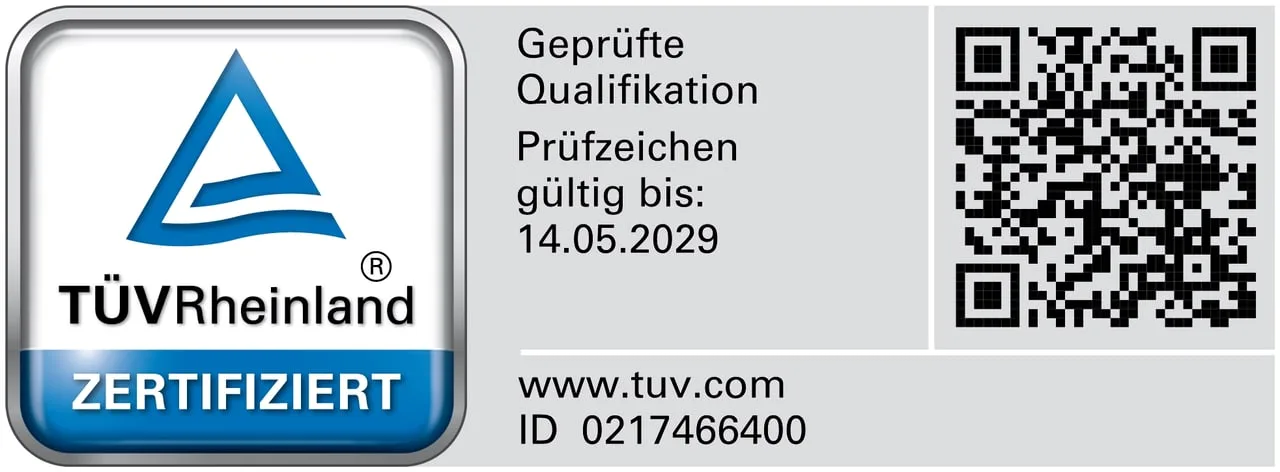 TÜVRheinland®
ZERTIFIZIERT
Geprüfte
Qualifikation
Prüfzeichen
gültig bis:
14.05.2029
www.tuv.com
ID 0217466400